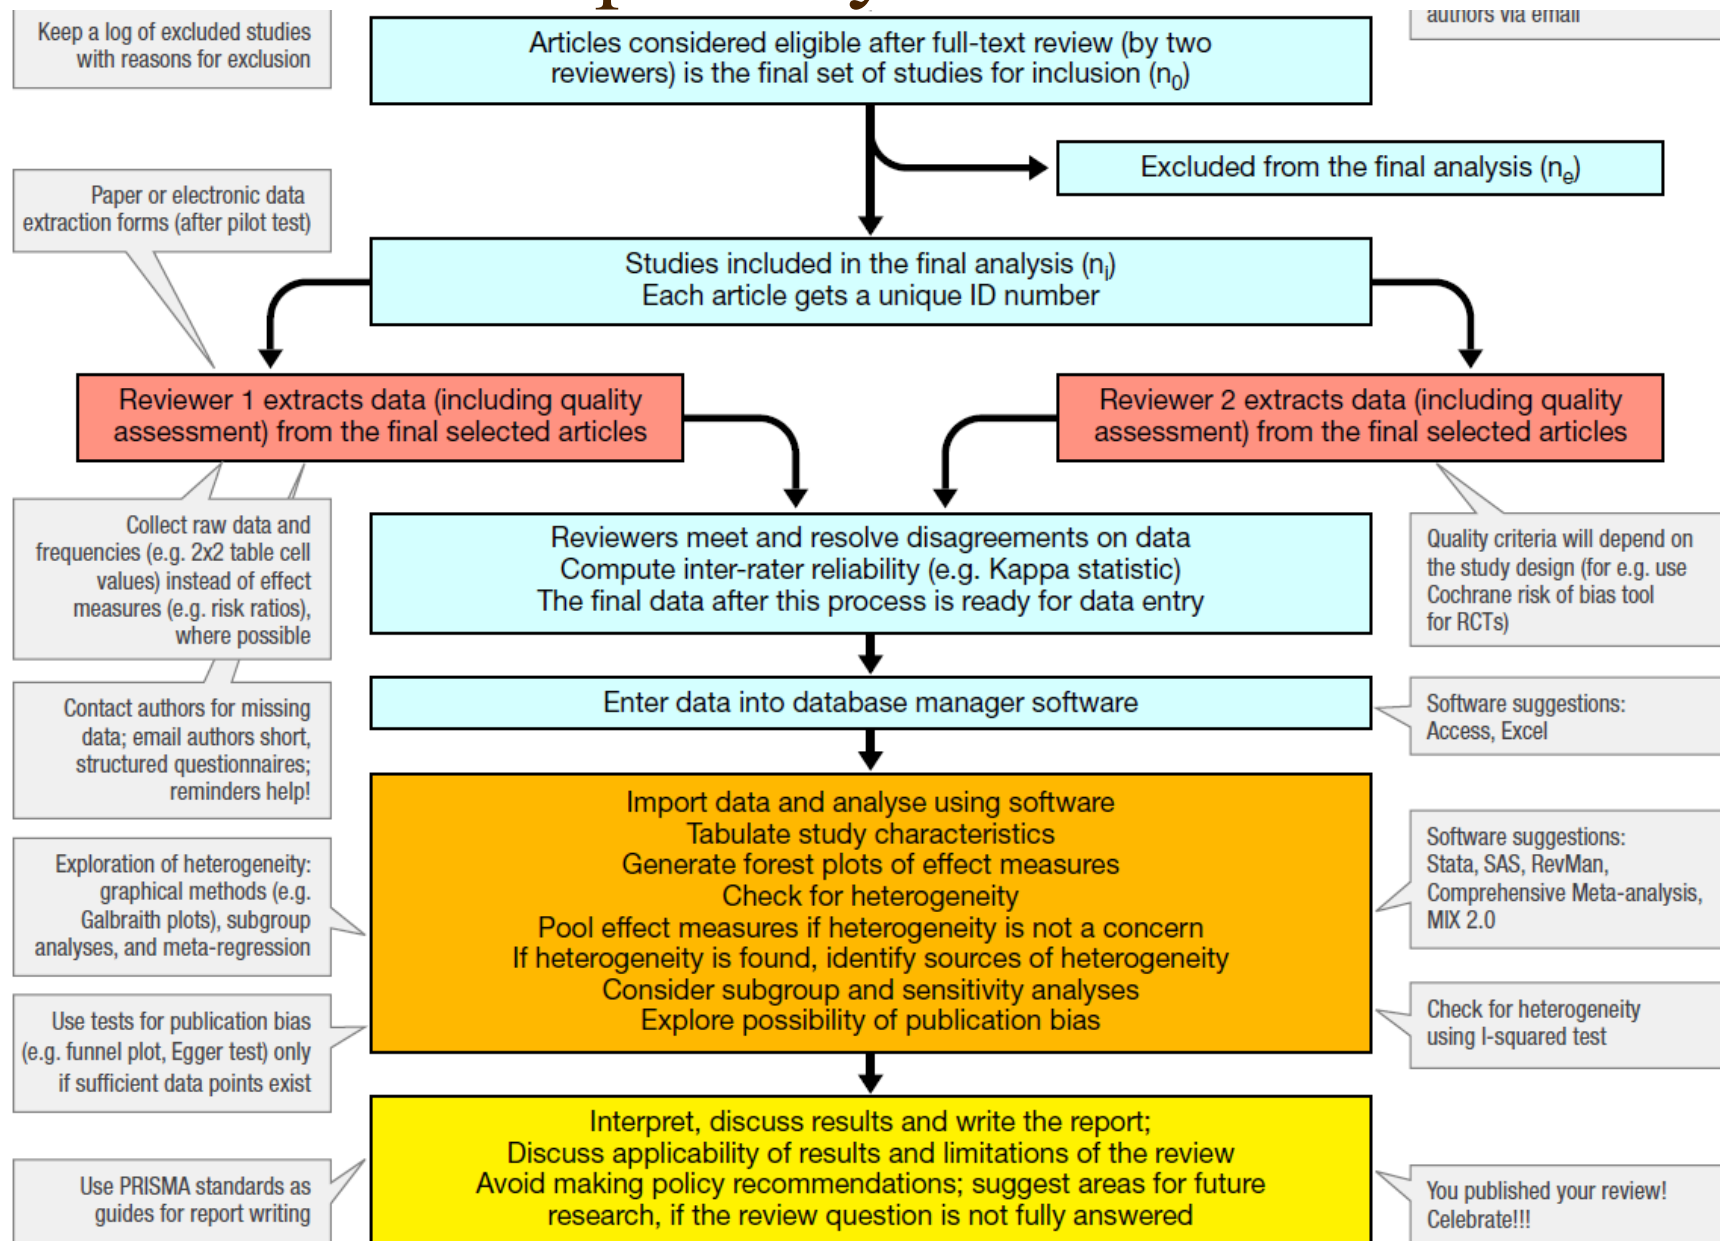 Keep a log of excluded studies
with reasons for exclusion
Articles considered eligible after full-text review (by two
reviewers) is the final set of studies for inclusion (n0)
authors via email
Excluded from the final analysis (ne)
Paper or electronic data
extraction forms (after pilot test)
Studies included in the final analysis (ni)
Each article gets a unique ID number
Reviewer 1 extracts data (including quality
assessment) from the final selected articles
Reviewer 2 extracts data (including quality
assessment) from the final selected articles
Collect raw data and
frequencies (e.g. 2x2 table cell
values) instead of effect
measures (e.g. risk ratios),
where possible
Reviewers meet and resolve disagreements on data
Compute inter-rater reliability (e.g. Kappa statistic)
The final data after this process is ready for data entry
Quality criteria will depend on
the study design (for e.g. use
Cochrane risk of bias tool
for RCTs)
Contact authors for missing
data; email authors short,
structured questionnaires;
reminders help!
Enter data into database manager software
Software suggestions:
Access, Excel
Exploration of heterogeneity:
graphical methods (e.g.
Galbraith plots), subgroup
analyses, and meta-regression
Import data and analyse using software
Tabulate study characteristics
Generate forest plots of effect measures
Check for heterogeneity
Pool effect measures if heterogeneity is not a concern
If heterogeneity is found, identify sources of heterogeneity
Consider subgroup and sensitivity analyses
Explore possibility of publication bias
Software suggestions:
Stata, SAS, RevMan,
Comprehensive Meta-analysis,
MIX 2.0
Use tests for publication bias
(e.g. funnel plot, Egger test) only
if sufficient data points exist
Check for heterogeneity
using I-squared test
Use PRISMA standards as
guides for report writing
Interpret, discuss results and write the report;
Discuss applicability of results and limitations of the review
Avoid making policy recommendations; suggest areas for future
research, if the review question is not fully answered
You published your review!
Celebrate!!!